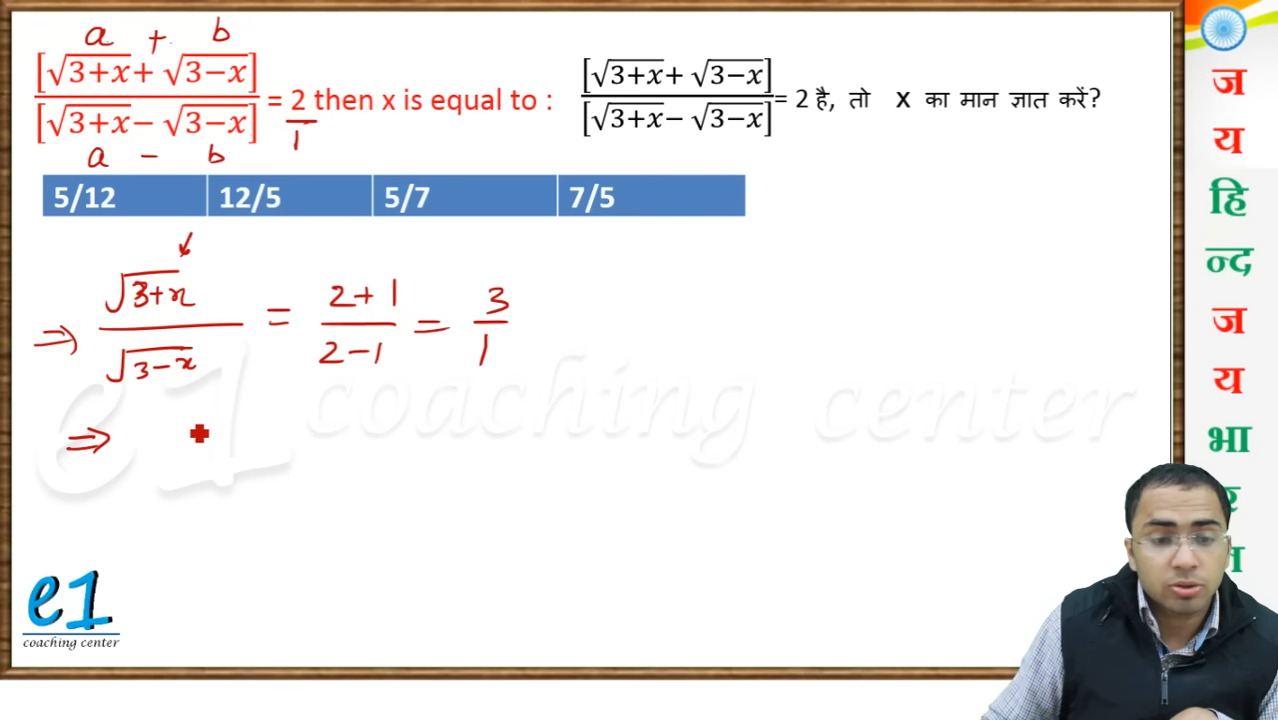 a + b
[√3+x + √3−x] / [√3+x − √3−x] = 2/1 then x is equal to :
a − b
[√3+x + √3−x] / [√3+x − √3−x] = 2 है, तो x का मान ज्ञात करें?
5/12 12/5 5/7 7/5
⇒ √3+x / √3−x = 2+1 / 2−1 = 3/1
⇒
e1 coaching center
e1
coaching center
ज
य
हि
न्द
ज
य
भा